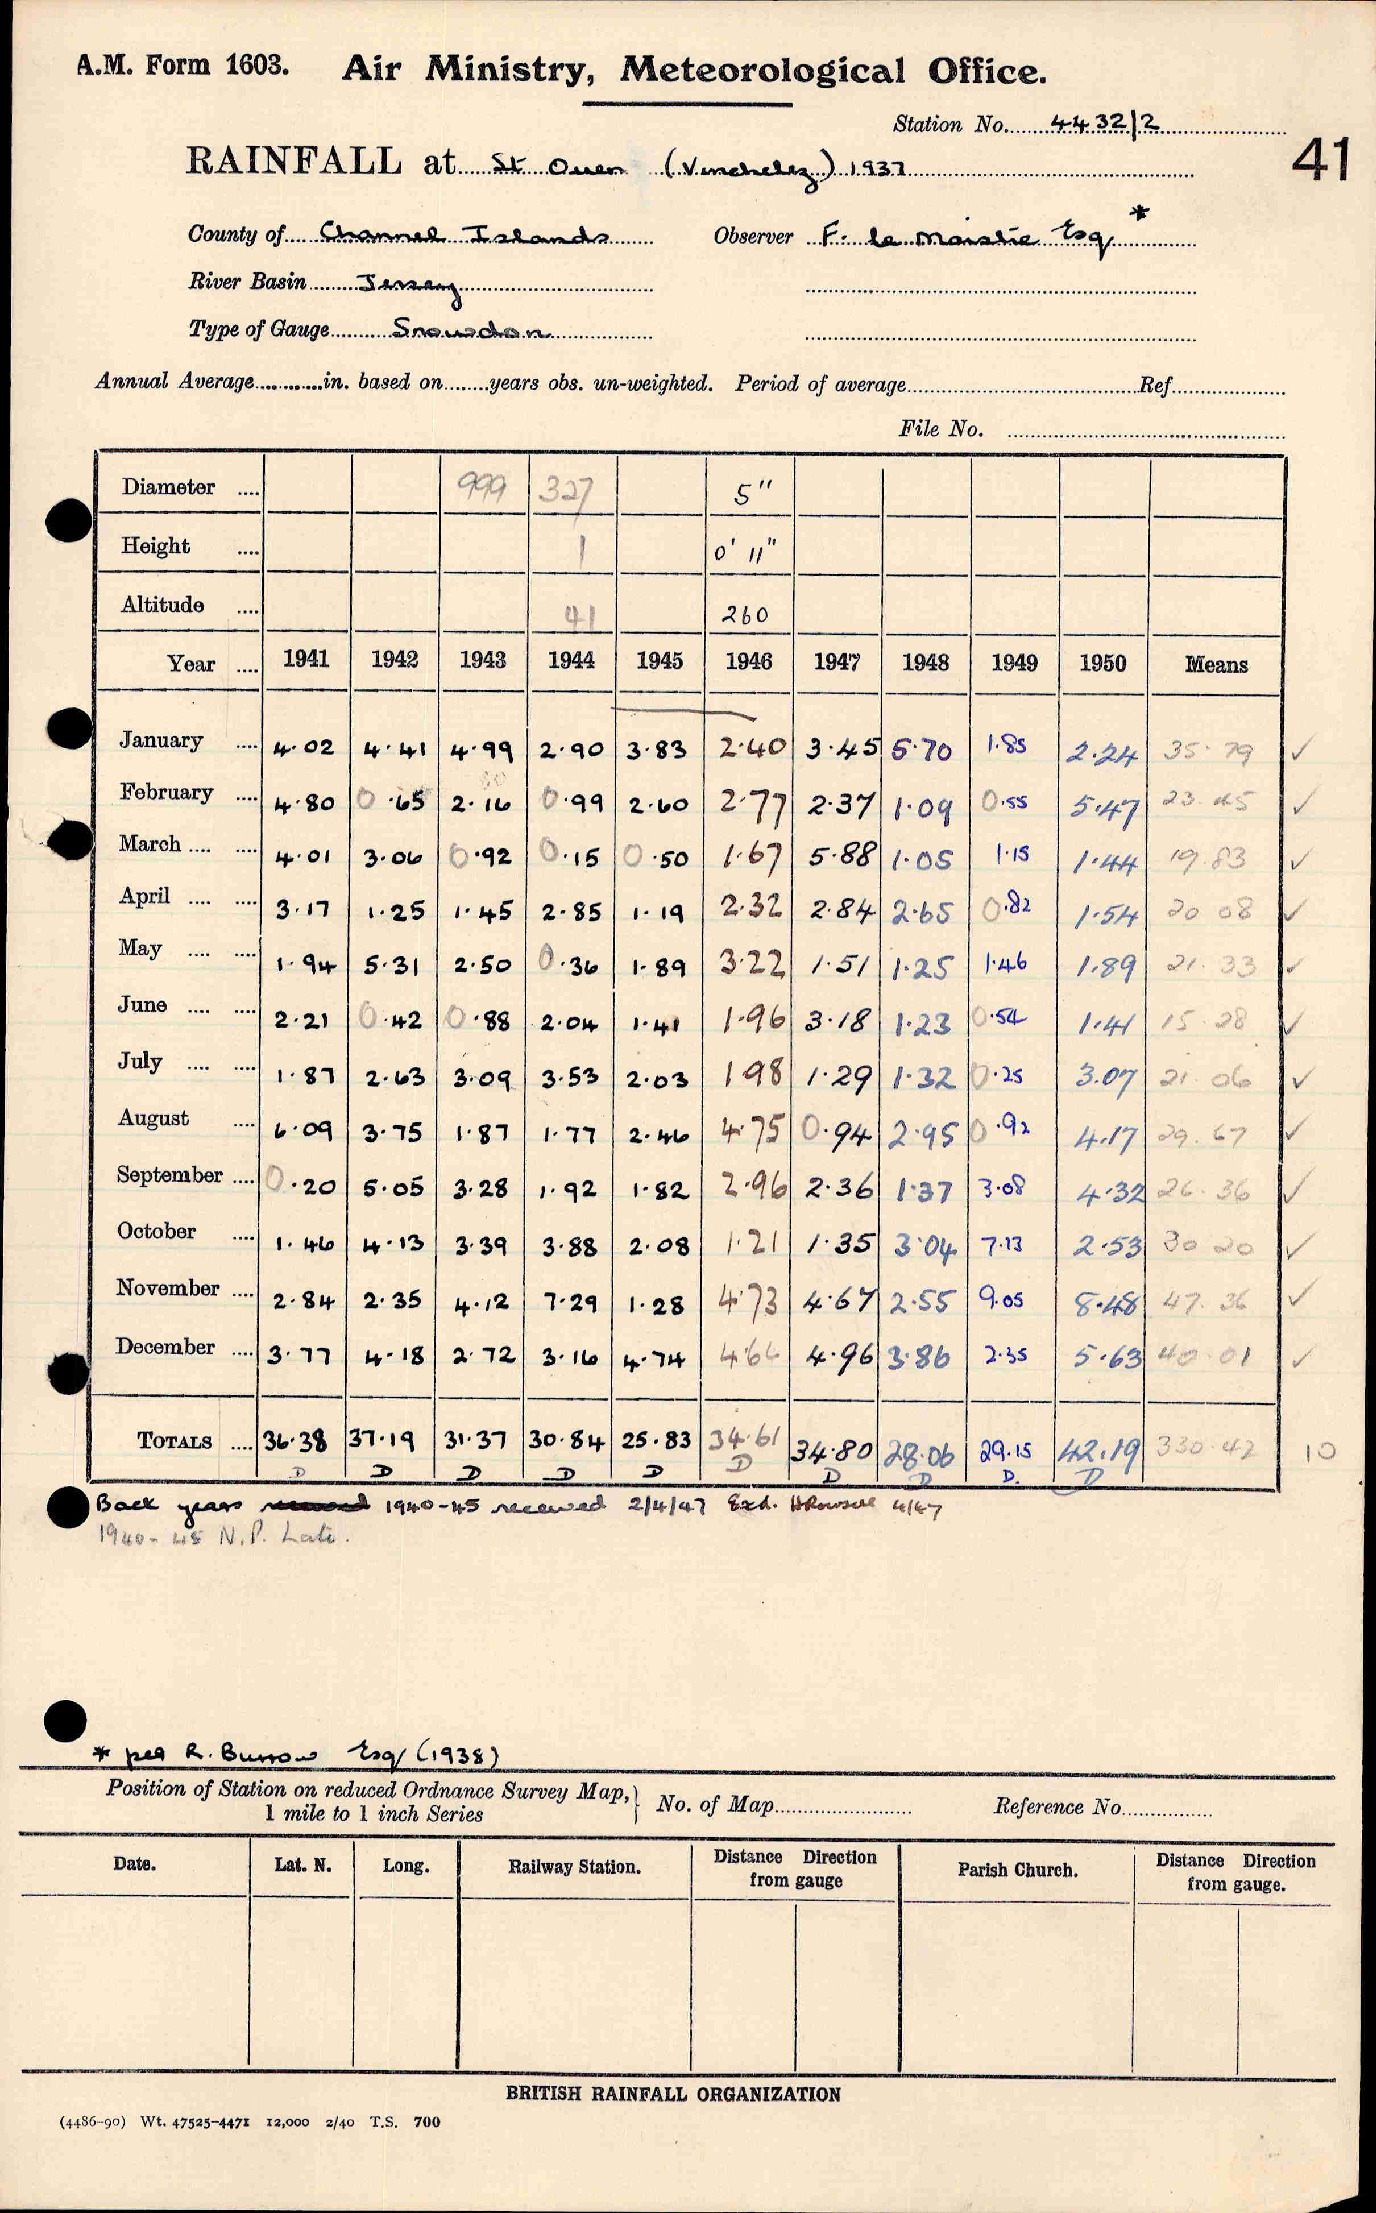 A.M. Form 1603. Air Ministry, Meteorological Office.
Station No. 4432/2
41
RAINFALL at St Ouen (Vinchelez) 1937
County of Channel Islands Observer F. le Maistre Esq *
River Basin Jersey
Type of Gauge Snowdon
Annual Average in. based on years obs. un-weighted. Period of average Ref.
File No.
Diameter 999 327 5"
Height 1 0' 11"
Altitude 41 260
Year 1941 1942 1943 1944 1945 1946 1947 1948 1949 1950 Means
January 4.02 4.41 4.99 2.90 3.83 2.40 3.45 5.70 1.85 2.24 35.79 ✓
February 4.80 0.65 2.16 0.99 2.60 2.77 2.37 1.09 0.55 5.47 23.45 ✓
March 4.01 3.06 0.92 0.15 0.50 1.67 5.88 1.05 1.15 1.44 19.83 ✓
April 3.17 1.25 1.45 2.85 1.19 2.32 2.84 2.65 0.82 1.54 20 08 ✓
May 1.94 5.31 2.50 0.36 1.89 3.22 1.51 1.25 1.46 1.89 21.33 ✓
June 2.21 0.42 0.88 2.04 1.41 1.96 3.18 1.23 0.54 1.41 15.28 ✓
July 1.87 2.63 3.09 3.53 2.03 1.98 1.29 1.32 0.25 3.07 21.06 ✓
August 6.09 3.75 1.87 1.77 2.46 4.75 0.94 2.95 0.92 4.17 29.67 ✓
September 0.20 5.05 3.28 1.92 1.82 2.96 2.36 1.37 3.08 4.32 26.36 ✓
October 1.46 4.13 3.39 3.88 2.08 1.21 1.35 3.04 7.13 2.53 30 20 ✓
November 2.84 2.35 4.12 7.29 1.28 4.73 4.67 2.55 9.05 8.48 47.36 ✓
December 3.77 4.18 2.72 3.16 4.74 4.64 4.96 3.86 2.35 5.63 40.01 ✓
TOTALS 36.38 37.19 31.37 30.84 25.83 34.61 34.80 28.06 29.15 42.19 330.42 10
D D D D D D D D D. D
Back years 1940-45 received 2/4/47 Exd. HRowsell 4/47
1940-45 N.P. Late.
* per R. Burrow Esq (1938)
Position of Station on reduced Ordnance Survey Map, No. of Map Reference No.
1 mile to 1 inch Series
Date. Lat. N. Long. Railway Station. Distance Direction from gauge Parish Church. Distance Direction from gauge.
BRITISH RAINFALL ORGANIZATION
(4486-90) Wt. 47525-4471 12,000 2/40 T.S. 700